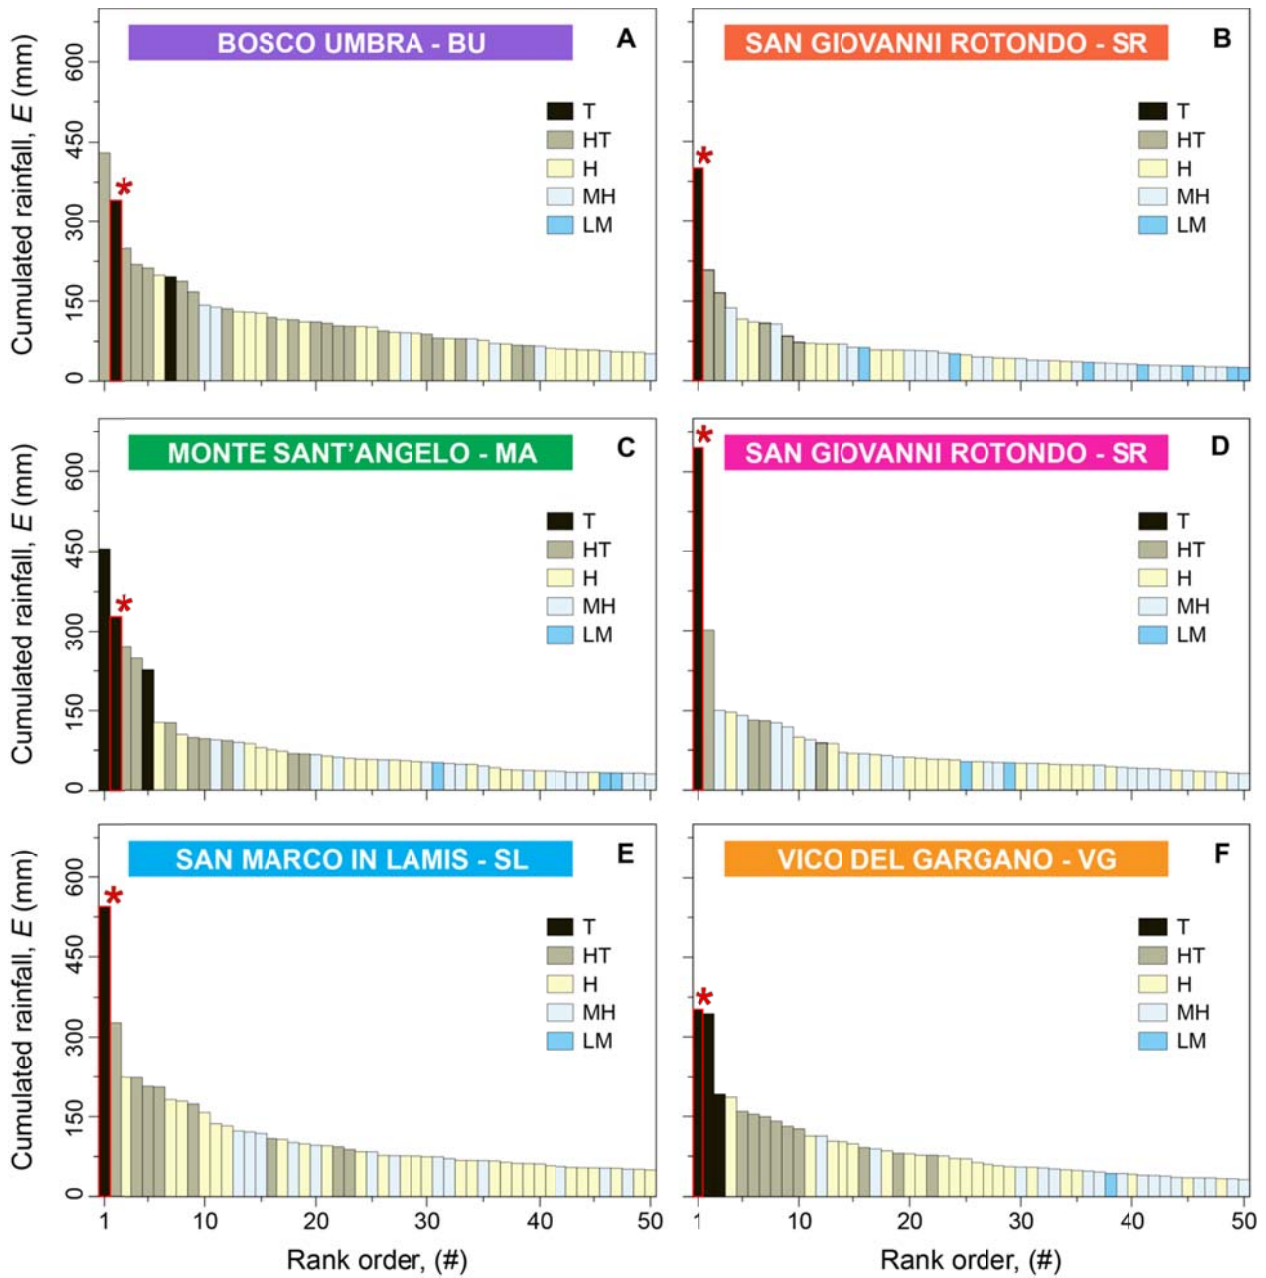 BOSCO UMBRA - BU
A
Cumulated rainfall, E (mm)
600
450
300
150
0
T
HT
H
MH
LM
SAN GIOVANNI ROTONDO - SR
B
T
HT
H
MH
LM
MONTE SANT’ANGELO - MA
C
Cumulated rainfall, E (mm)
600
450
300
150
0
T
HT
H
MH
LM
SAN GIOVANNI ROTONDO - SR
D
T
HT
H
MH
LM
SAN MARCO IN LAMIS - SL
E
Cumulated rainfall, E (mm)
600
450
300
150
0
T
HT
H
MH
LM
1 10 20 30 40 50
Rank order, (#)
VICO DEL GARGANO - VG
F
T
HT
H
MH
LM
1 10 20 30 40 50
Rank order, (#)